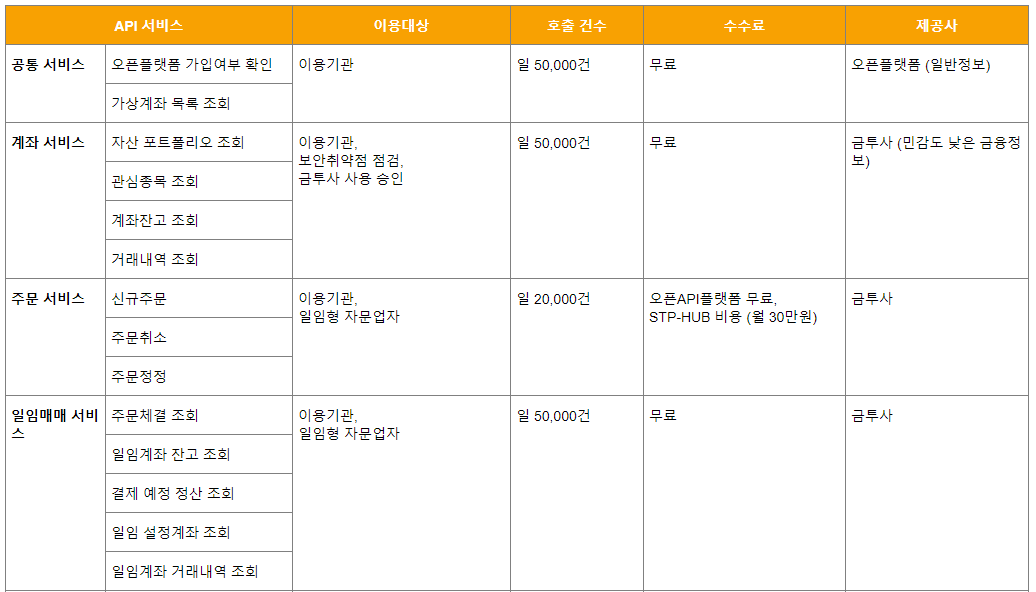 API 서비스
이용대상
호출 건수
수수료
제공사
공통 서비스
오픈플랫폼 가입여부 확인
가상계좌 목록 조회
이용기관
일 50,000건
무료
오픈플랫폼 (일반정보)
계좌 서비스
자산 포트폴리오 조회
관심종목 조회
계좌잔고 조회
거래내역 조회
이용기관,
보안취약점 점검,
금투사 사용 승인
일 50,000건
무료
금투사 (민감도 낮은 금융정
보)
주문 서비스
신규주문
주문취소
주문정정
이용기관,
일임형 자문업자
일 20,000건
오픈API플랫폼 무료,
STP-HUB 비용 (월 30만원)
금투사
일임매매 서비
스
주문체결 조회
일임계좌 잔고 조회
결제 예정 정산 조회
일임 설정계좌 조회
일임계좌 거래내역 조회
이용기관,
일임형 자문업자
일 50,000건
무료
금투사